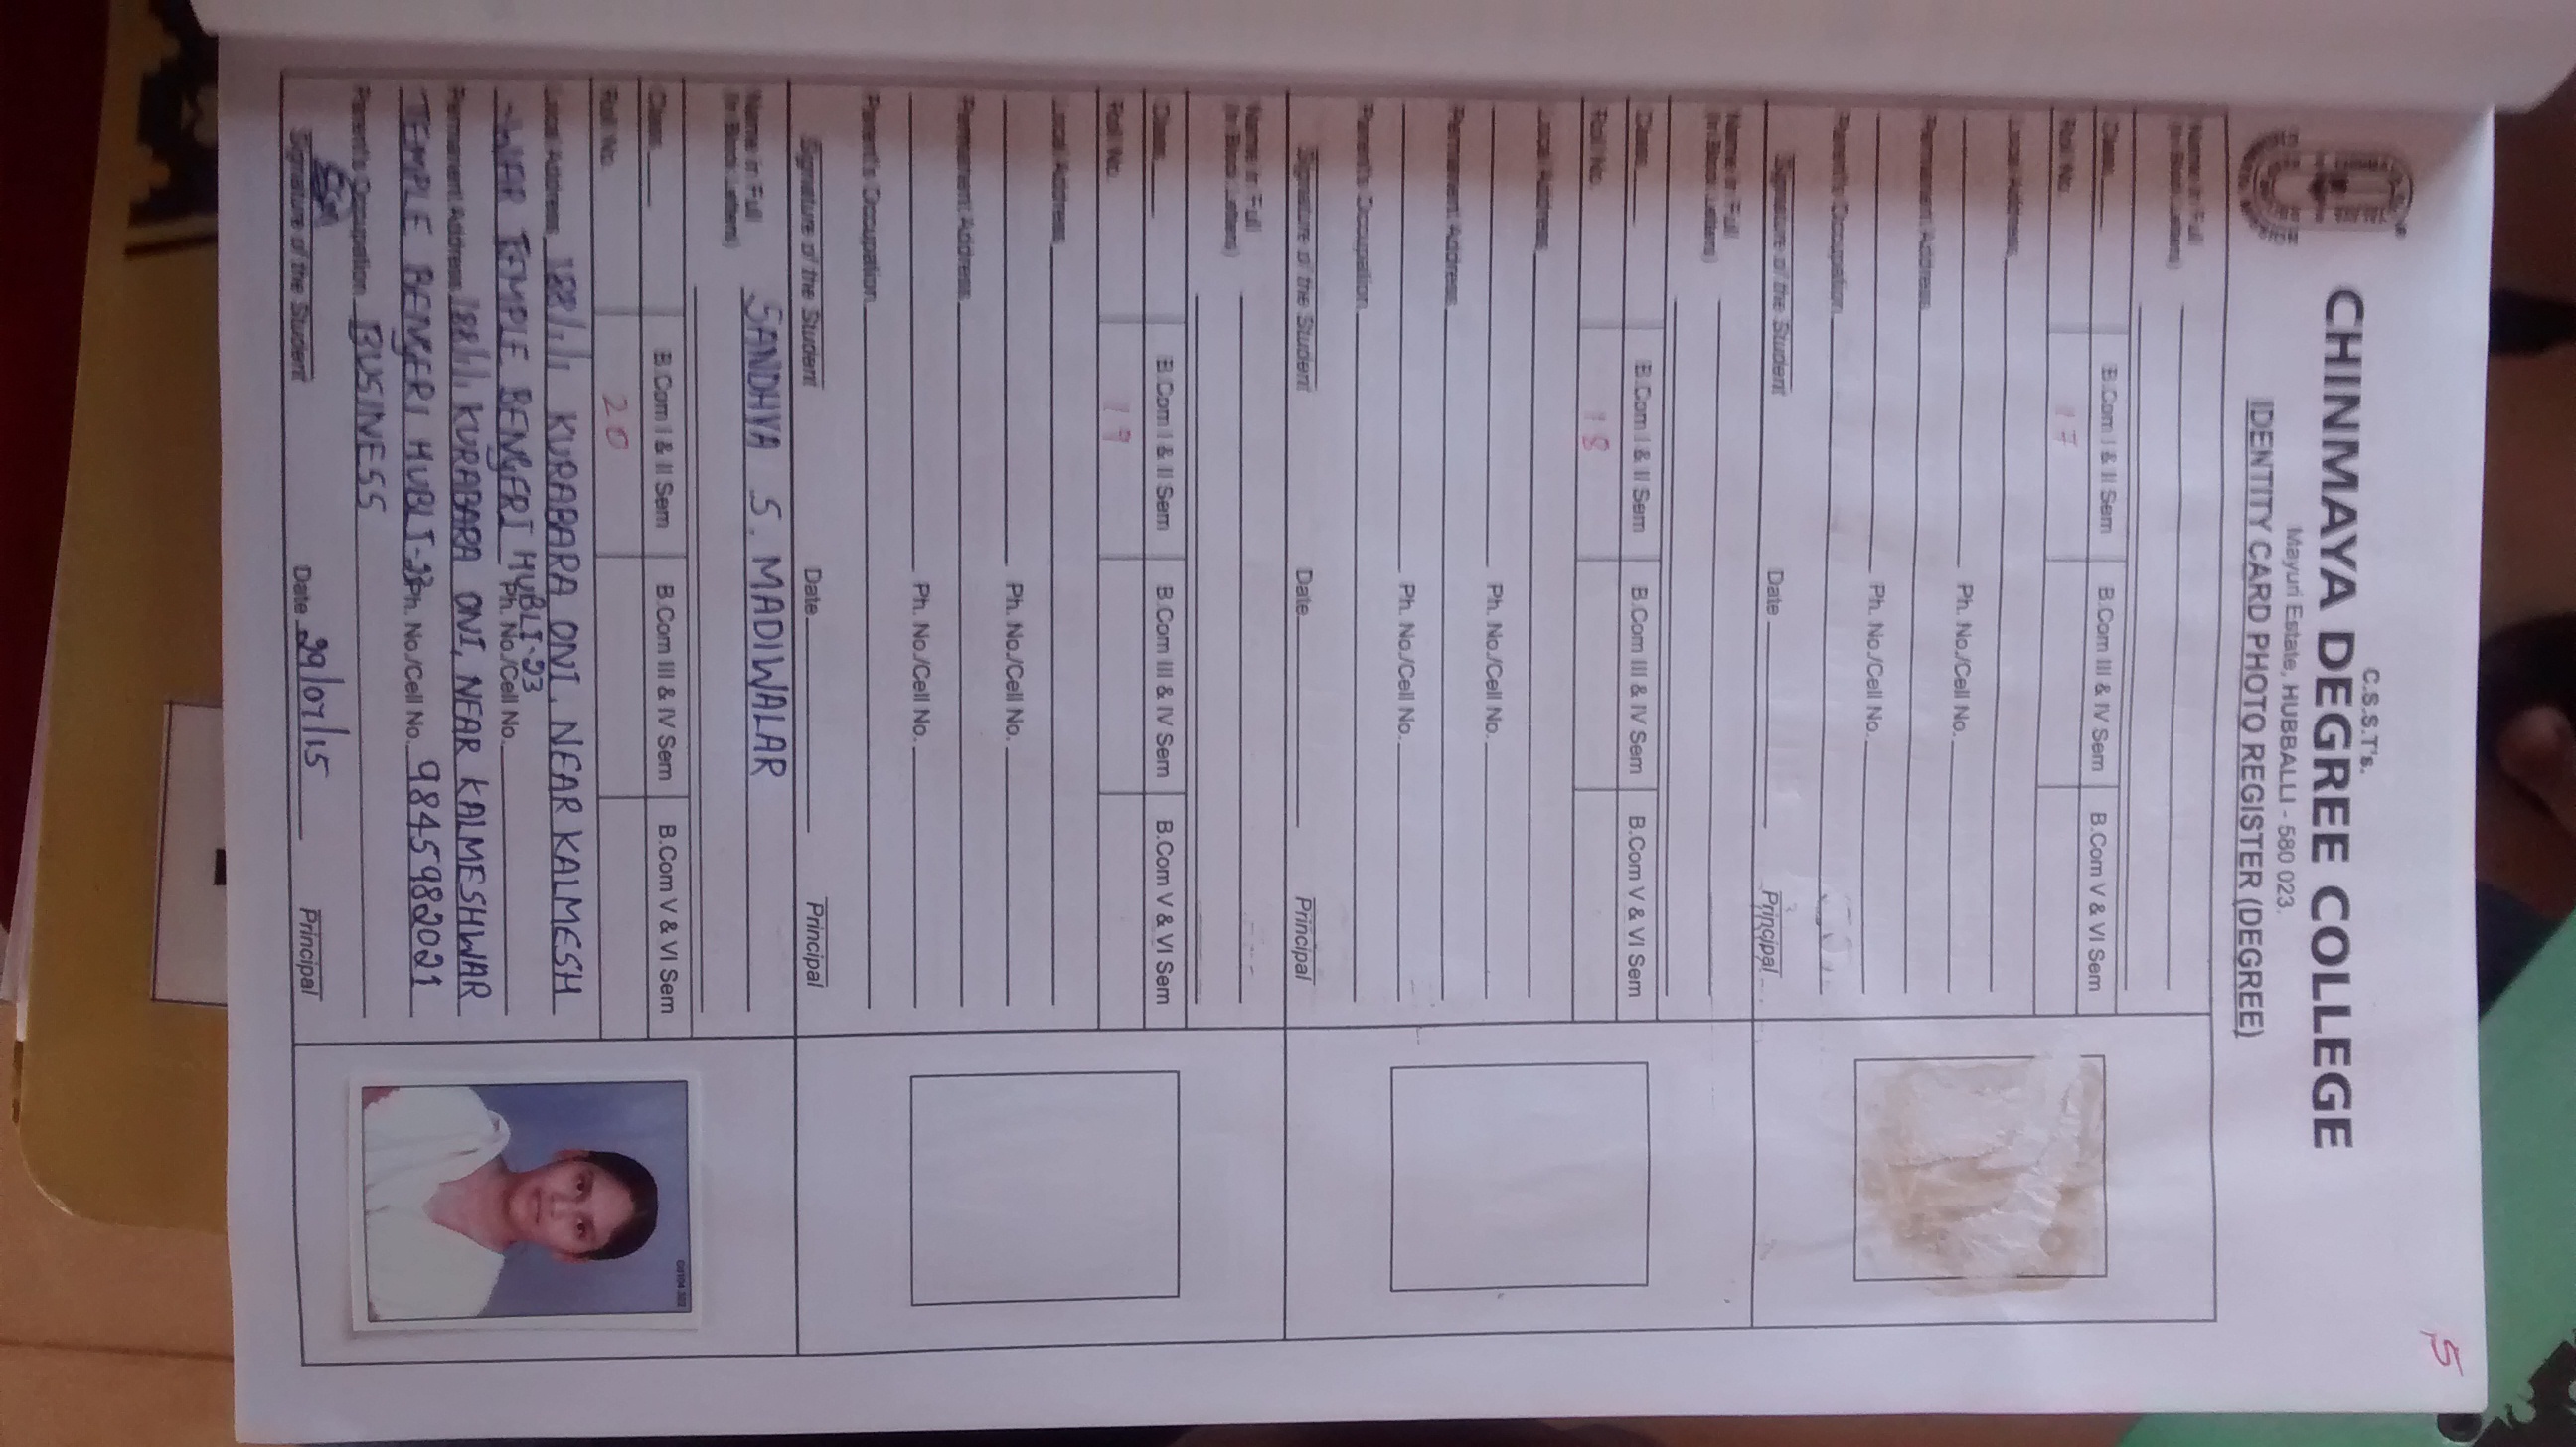 5
C.S.S.T's.
CHINMAYA DEGREE COLLEGE
Mayuri Estate, HUBBALLI - 580 023.
IDENTITY CARD PHOTO REGISTER (DEGREE)
Name in Full
(In Block Letters)
Class B.Com I & II Sem B.Com III & IV Sem B.Com V & VI Sem
Roll No. 17
Local Address
Ph. No./Cell No.
Permanent Address
Ph. No./Cell No.
Parent's Occupation
Signature of the Student Date Principal
Name in Full
(In Block Letters)
Class B.Com I & II Sem B.Com III & IV Sem B.Com V & VI Sem
Roll No. 18
Local Address
Ph. No./Cell No.
Permanent Address
Ph. No./Cell No.
Parent's Occupation
Signature of the Student Date Principal
Name in Full
(In Block Letters)
Class B.Com I & II Sem B.Com III & IV Sem B.Com V & VI Sem
Roll No. 19
Local Address
Ph. No./Cell No.
Permanent Address
Ph. No./Cell No.
Parent's Occupation
Signature of the Student Date Principal
Name in Full SANDHYA S. MADIWALAR
(In Block Letters)
Class B.Com I & II Sem B.Com III & IV Sem B.Com V & VI Sem
Roll No. 20
Local Address 188/1/1 KURABARA ONI, NEAR KALMESH
TEMPLE BENGERI HUBLI-23 Ph. No./Cell No.
Permanent Address 188/1/1 KURABARA ONI, NEAR KALMESHWAR
TEMPLE BENGERI HUBLI-23 Ph. No./Cell No. 9845982021
Parent's Occupation BUSINESS
Signature of the Student Date 29/07/15 Principal